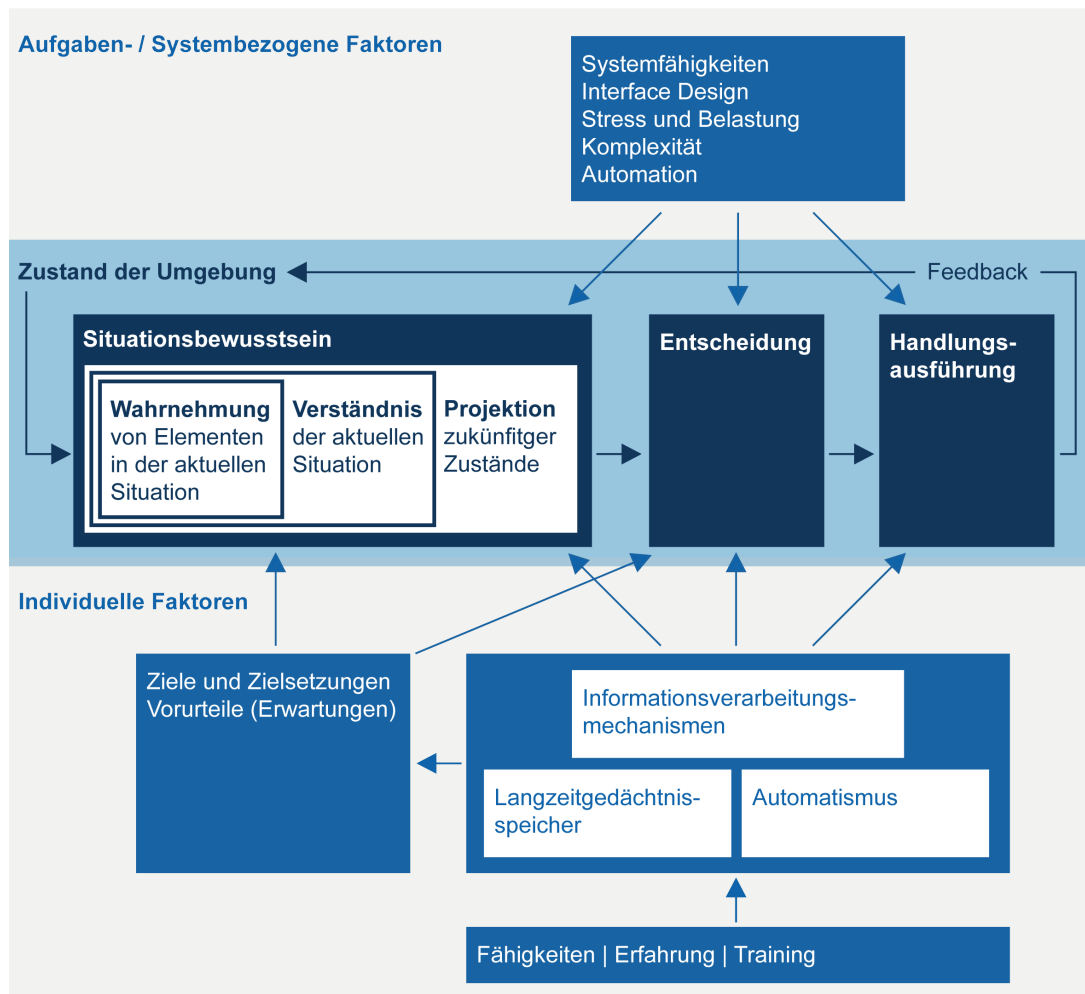 Aufgaben- / Systembezogene Faktoren
Systemfähigkeiten
Interface Design
Stress und Belastung
Komplexität
Automation
Zustand der Umgebung
Feedback
Situationsbewusstsein
Wahrnehmung
von Elementen
in der aktuellen
Situation
Verständnis
der aktuellen
Situation
Projektion
zukünfitger
Zustände
Entscheidung
Handlungs-
ausführung
Individuelle Faktoren
Ziele und Zielsetzungen
Vorurteile (Erwartungen)
Informationsverarbeitungs-
mechanismen
Langzeitgedächtnis-
speicher
Automatismus
Fähigkeiten | Erfahrung | Training